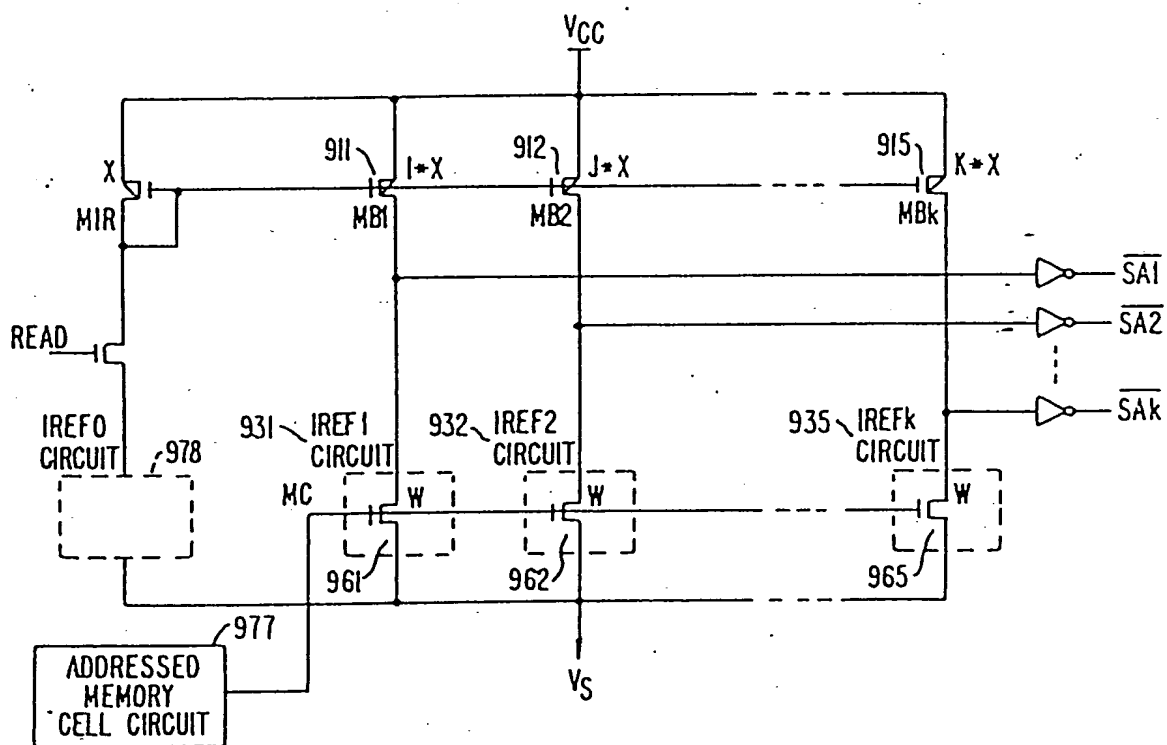 VCC
911
912
915
X
I*X
J*X
K*X
MIR
MB1
MB2
MBk
SA1
READ
SA2
IREF0
CIRCUIT
978
931
IREF1
CIRCUIT
932
IREF2
CIRCUIT
935
IREFk
CIRCUIT
SAk
MC
W
W
W
961
962
965
977
ADDRESSED
MEMORY
CELL CIRCUIT
VS